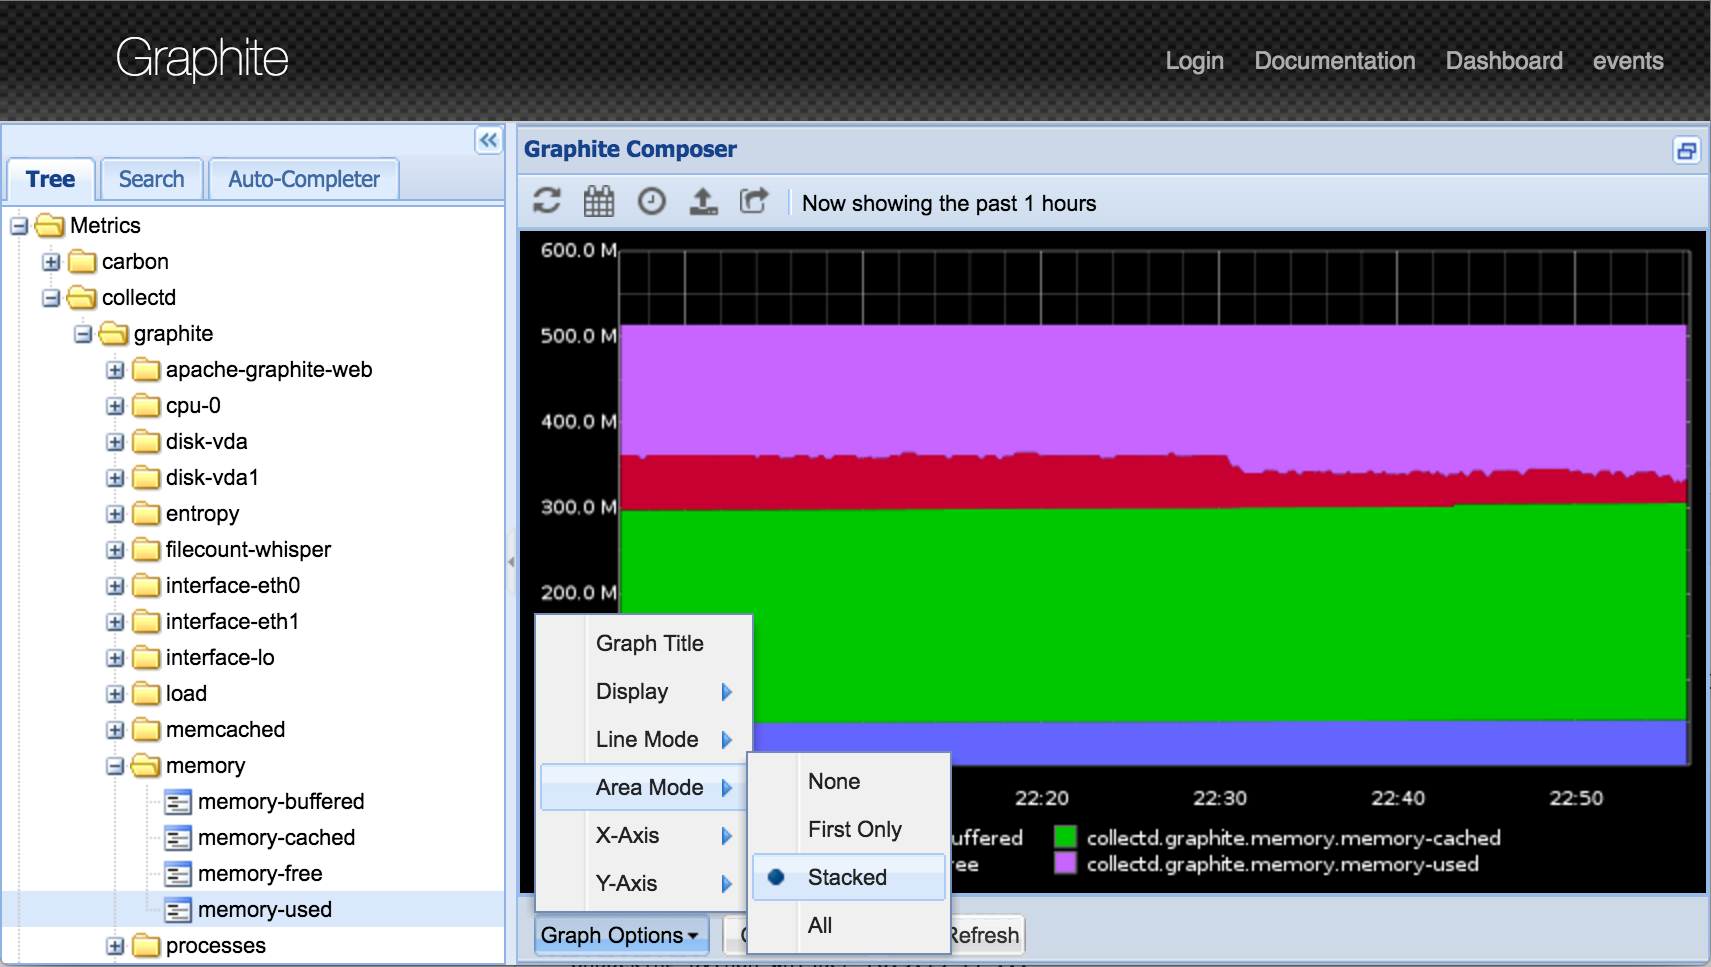 Graphite
Login Documentation Dashboard events
Tree Search Auto-Completer
Metrics
carbon
collectd
graphite
apache-graphite-web
cpu-0
disk-vda
disk-vda1
entropy
filecount-whisper
interface-eth0
interface-eth1
interface-lo
load
memcached
memory
memory-buffered
memory-cached
memory-free
memory-used
processes
Graphite Composer
Now showing the past 1 hours
600.0 M
500.0 M
400.0 M
300.0 M
200.0 M
22:20 22:30 22:40 22:50
uffered collectd.graphite.memory.memory-cached
ree collectd.graphite.memory.memory-used
Graph Title
Display
Line Mode
Area Mode
X-Axis
Y-Axis
None
First Only
Stacked
All
Graph Options Refresh